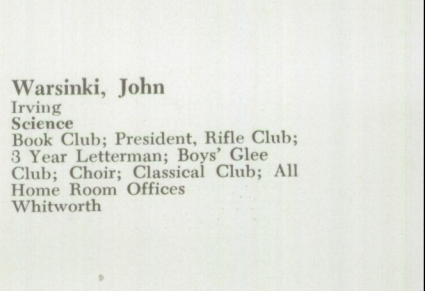 Warsinki, John
Irving
Science
Book Club; President, Rifle Club;
3 Year Letterman; Boys' Glee
Club; Choir; Classical Club; All
Home Room Offices
Whitworth